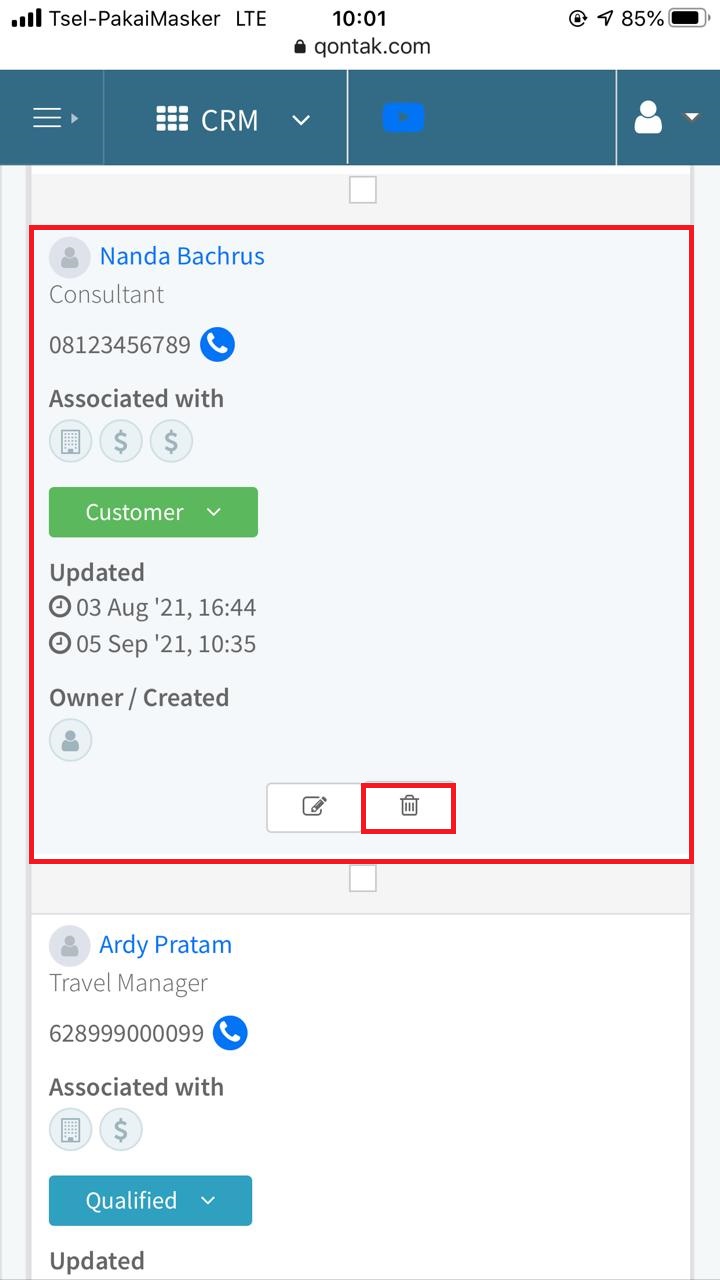 Tsel-PakaiMasker LTE 10:01 85%
qontak.com
CRM
Nanda Bachrus
Consultant
08123456789
Associated with
$ $
Customer
Updated
03 Aug '21, 16:44
05 Sep '21, 10:35
Owner / Created
Ardy Pratam
Travel Manager
628999000099
Associated with
$
Qualified
Updated